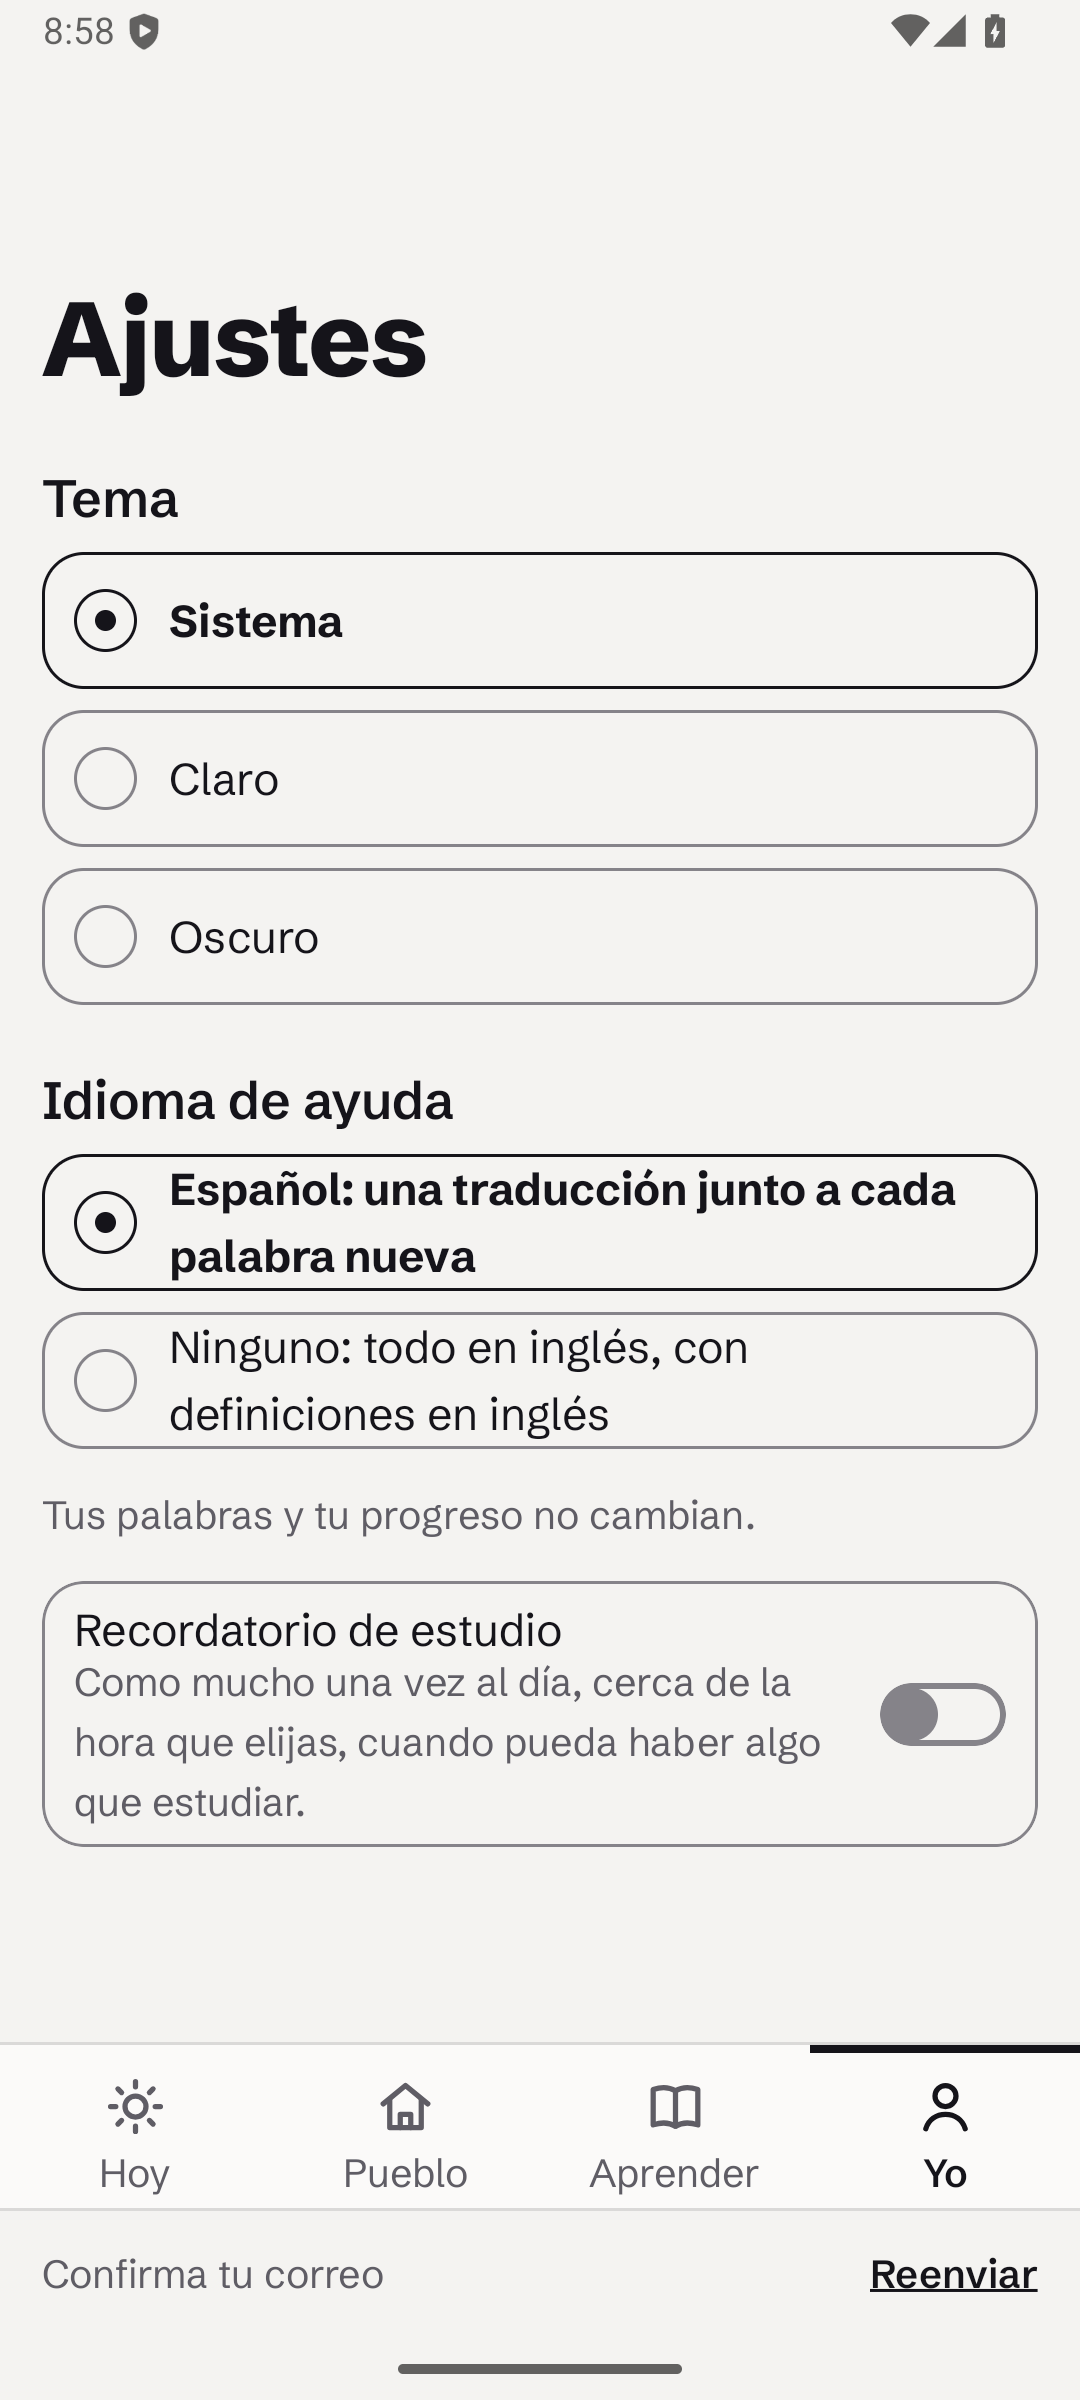 8:58
Ajustes
Tema
Sistema
Claro
Oscuro
Idioma de ayuda
Español: una traducción junto a cada
palabra nueva
Ninguno: todo en inglés, con
definiciones en inglés
Tus palabras y tu progreso no cambian.
Recordatorio de estudio
Como mucho una vez al día, cerca de la
hora que elijas, cuando pueda haber algo
que estudiar.
Hoy
Pueblo
Aprender
Yo
Confirma tu correo
Reenviar